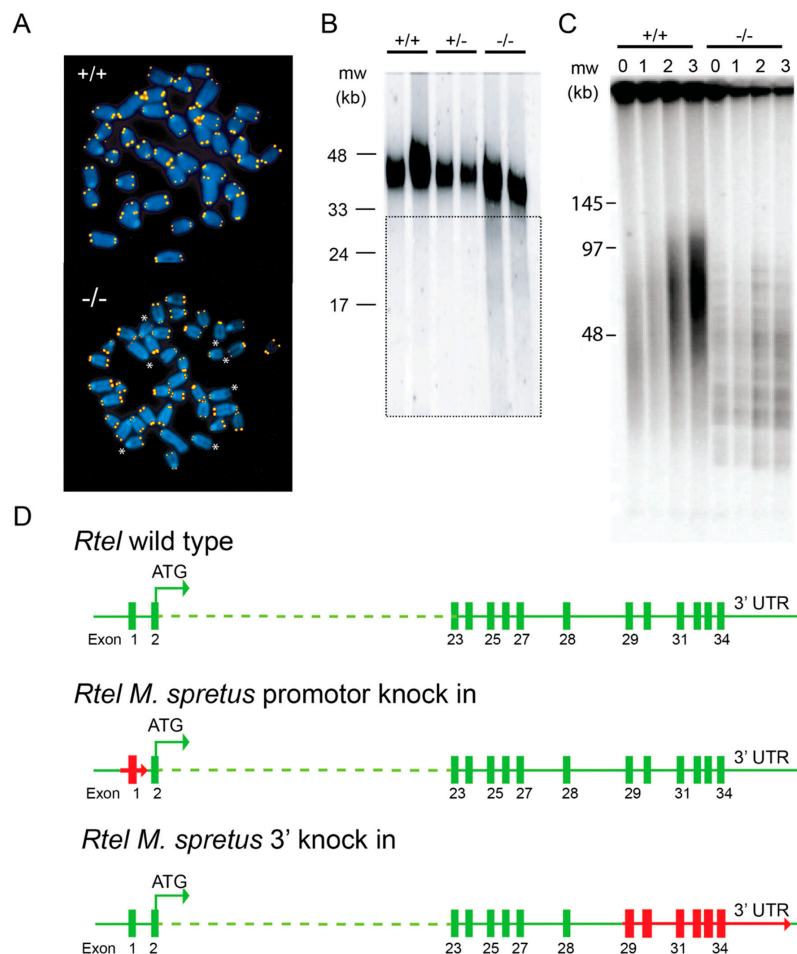 A
+/+
-/-
* * * * * * *
B
+/+ +/- -/-
mw
(kb)
48
33
24
17
C
+/+ -/-
mw 0 1 2 3 0 1 2 3
(kb)
145
97
48
D
Rtel wild type
ATG
3' UTR
Exon 1 2 23 25 27 28 29 31 34
Rtel M. spretus promotor knock in
ATG
3' UTR
Exon 1 2 23 25 27 28 29 31 34
Rtel M. spretus 3' knock in
ATG
3' UTR
Exon 1 2 23 25 27 28 29 31 34